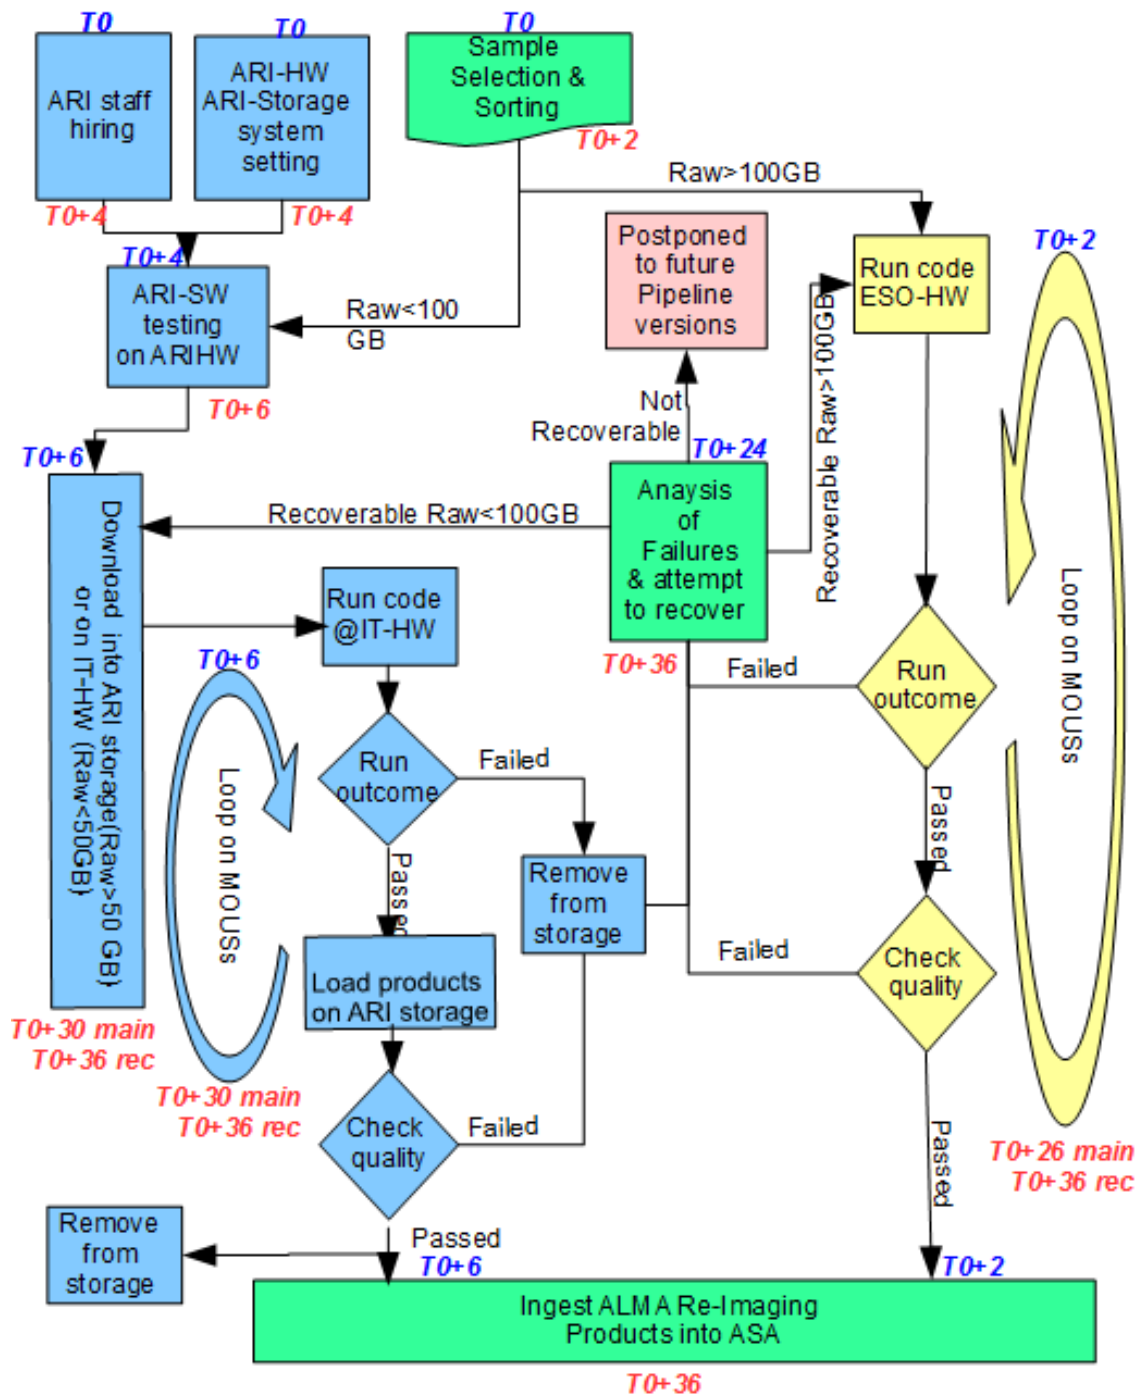 T0
T0
T0
ARI staff
hiring
ARI-HW
ARI-Storage
system
setting
Sample
Selection &
Sorting
T0+2
T0+4
T0+4
Raw>100GB
T0+4
ARI-SW
testing
on ARIHW
T0+6
Raw<100
GB
Postponed
to future
Pipeline
versions
Run code
ESO-HW
T0+2
Not
Recoverable
Recoverable Raw>100GB
T0+24
Anaysis
of
Failures
& attempt
to recover
T0+36
Recoverable Raw<100GB
T0+6
Download into ARI storage(Raw>50 GB)
or on IT-HW (Raw<50GB)
T0+30 main
T0+36 rec
Run code
@IT-HW
T0+6
Loop on MOUSs
T0+30 main
T0+36 rec
Run
outcome
Failed
Passed
Remove
from
storage
Load products
on ARI storage
Check
quality
Failed
Passed
Remove
from
storage
Run
outcome
Failed
Passed
Check
quality
Failed
Passed
Loop on MOUSs
T0+26 main
T0+36 rec
T0+6
T0+2
Ingest ALMA Re-Imaging
Products into ASA
T0+36